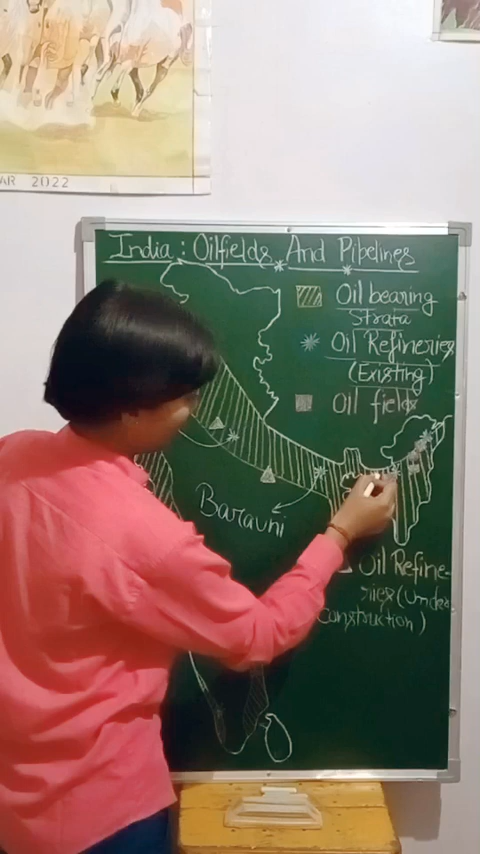 AR 2022
India : Oilfields And Pipelines
Oil bearing
Strata
Oil Refineries
(Existing)
Oil fields
Barauni
Oil Refine-
ries (Under
construction)